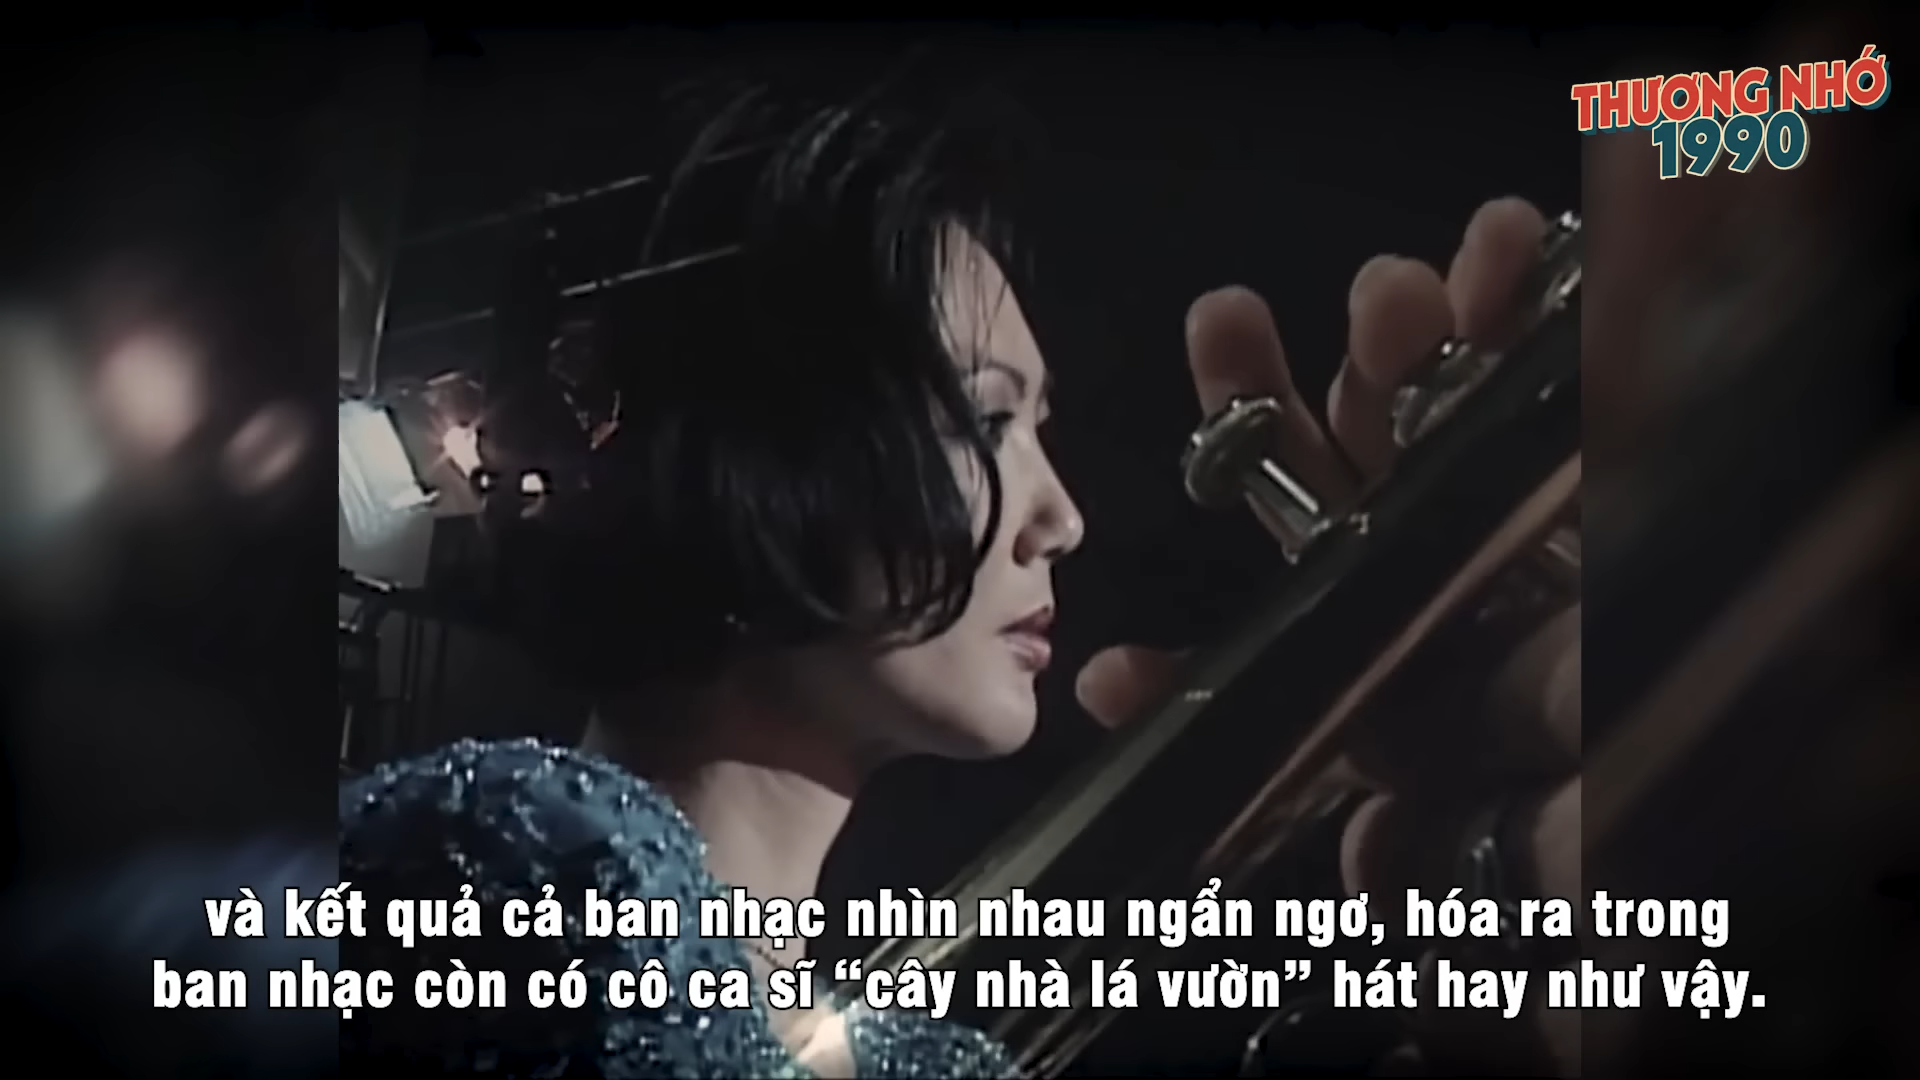 THƯƠNG NHỚ
1990
và kết quả cả ban nhạc nhìn nhau ngẩn ngơ, hóa ra trong
ban nhạc còn có cô ca sĩ “cây nhà lá vườn” hát hay như vậy.